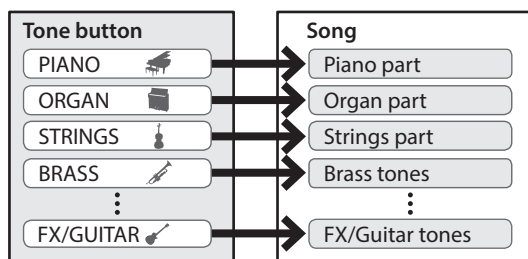 Tone button
PIANO
ORGAN
STRINGS
BRASS
FX/GUITAR
Song
Piano part
Organ part
Strings part
Brass tones
FX/Guitar tones